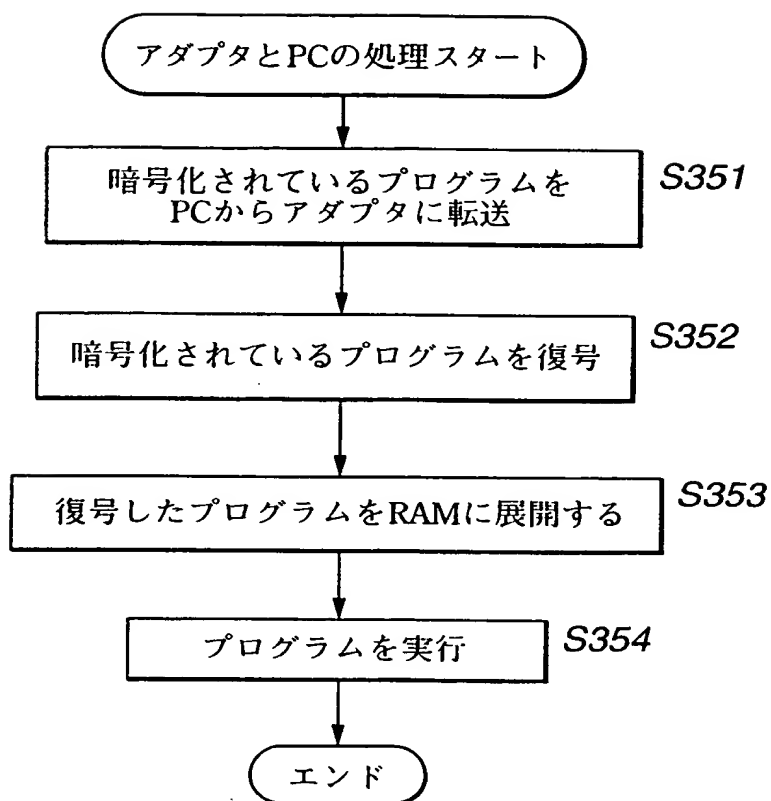 アダプタとPCの処理スタート
暗号化されているプログラムを
PCからアダプタに転送
S351
暗号化されているプログラムを復号
S352
復号したプログラムをRAMに展開する
S353
プログラムを実行
S354
エンド